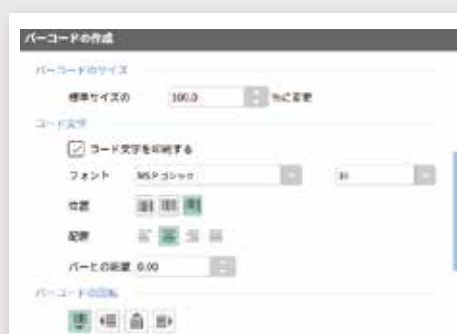 バーコードの作成
バーコードのサイズ
標準サイズの 100.0 %に変更
コード文字
コード文字を印刷する
フォント MS P ゴシック 10
位置
配置
バーとの距離 0.00
バーコードの回転